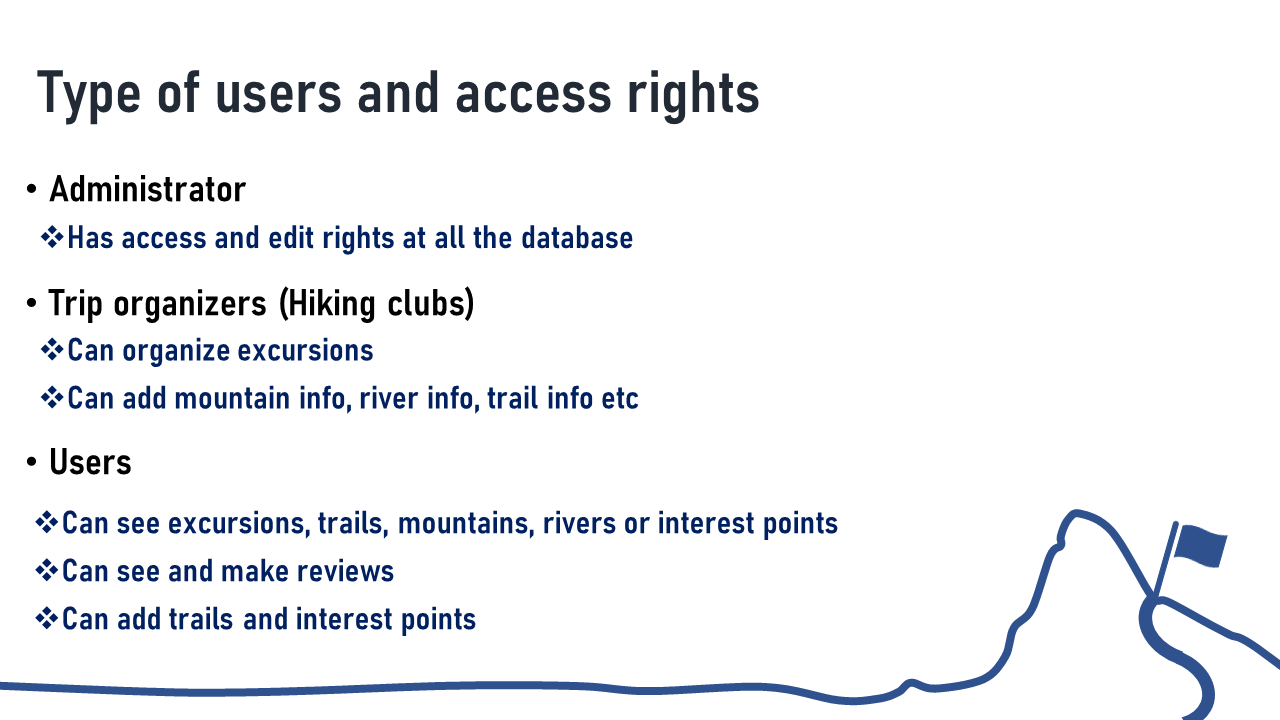 Type of users and access rights
• Administrator
❖Has access and edit rights at all the database
• Trip organizers (Hiking clubs)
❖Can organize excursions
❖Can add mountain info, river info, trail info etc
• Users
❖Can see excursions, trails, mountains, rivers or interest points
❖Can see and make reviews
❖Can add trails and interest points